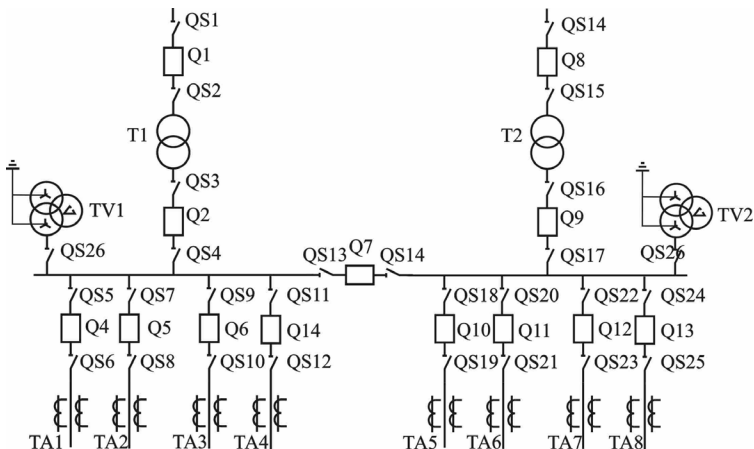 QS1 QS14
Q1 Q8
QS2 QS15
T1 T2
QS3 QS16
TV1 Q2 Q9 TV2
QS26 QS4 QS13 Q7 QS14 QS17 QS26
QS5 QS7 QS9 QS11 QS18 QS20 QS22 QS24
Q4 Q5 Q6 Q14 Q10 Q11 Q12 Q13
QS6 QS8 QS10 QS12 QS19 QS21 QS23 QS25
TA1 TA2 TA3 TA4 TA5 TA6 TA7 TA8